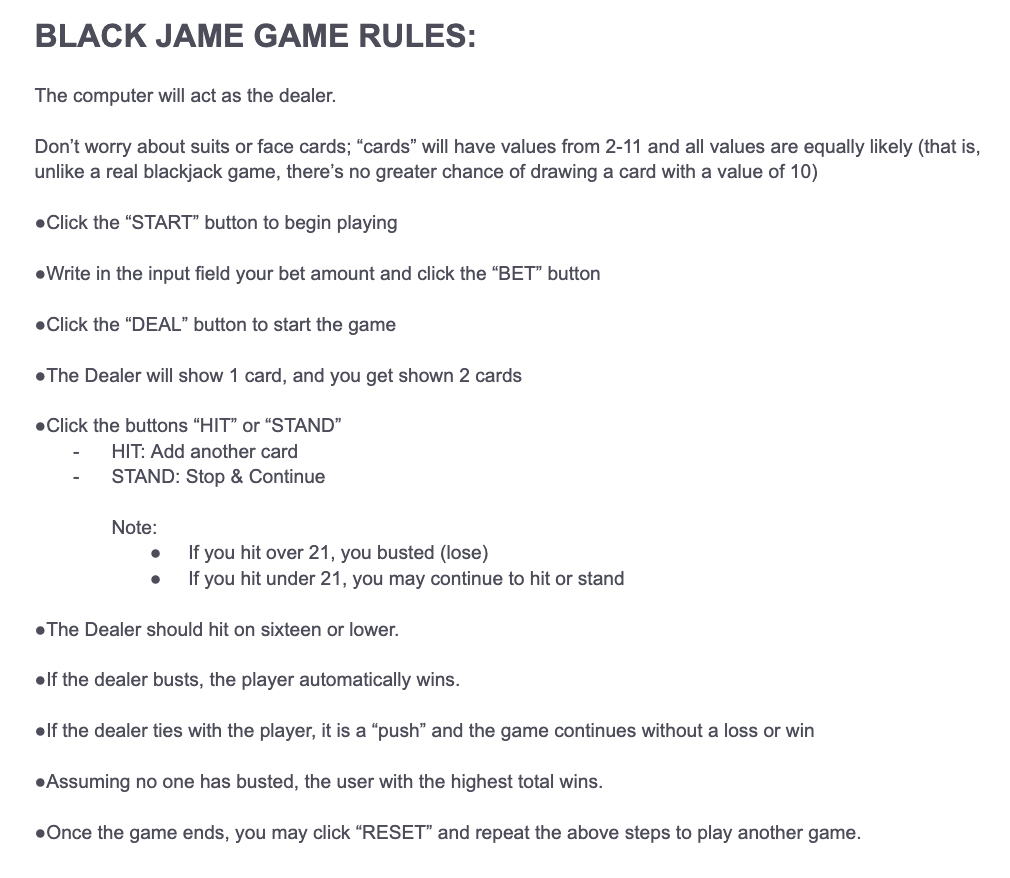 BLACK JAME GAME RULES:
The computer will act as the dealer.
Don’t worry about suits or face cards; “cards” will have values from 2-11 and all values are equally likely (that is,
unlike a real blackjack game, there’s no greater chance of drawing a card with a value of 10)
●Click the “START” button to begin playing
●Write in the input field your bet amount and click the “BET” button
●Click the “DEAL” button to start the game
●The Dealer will show 1 card, and you get shown 2 cards
●Click the buttons “HIT” or “STAND”
- HIT: Add another card
- STAND: Stop & Continue
Note:
● If you hit over 21, you busted (lose)
● If you hit under 21, you may continue to hit or stand
●The Dealer should hit on sixteen or lower.
●If the dealer busts, the player automatically wins.
●If the dealer ties with the player, it is a “push” and the game continues without a loss or win
●Assuming no one has busted, the user with the highest total wins.
●Once the game ends, you may click “RESET” and repeat the above steps to play another game.